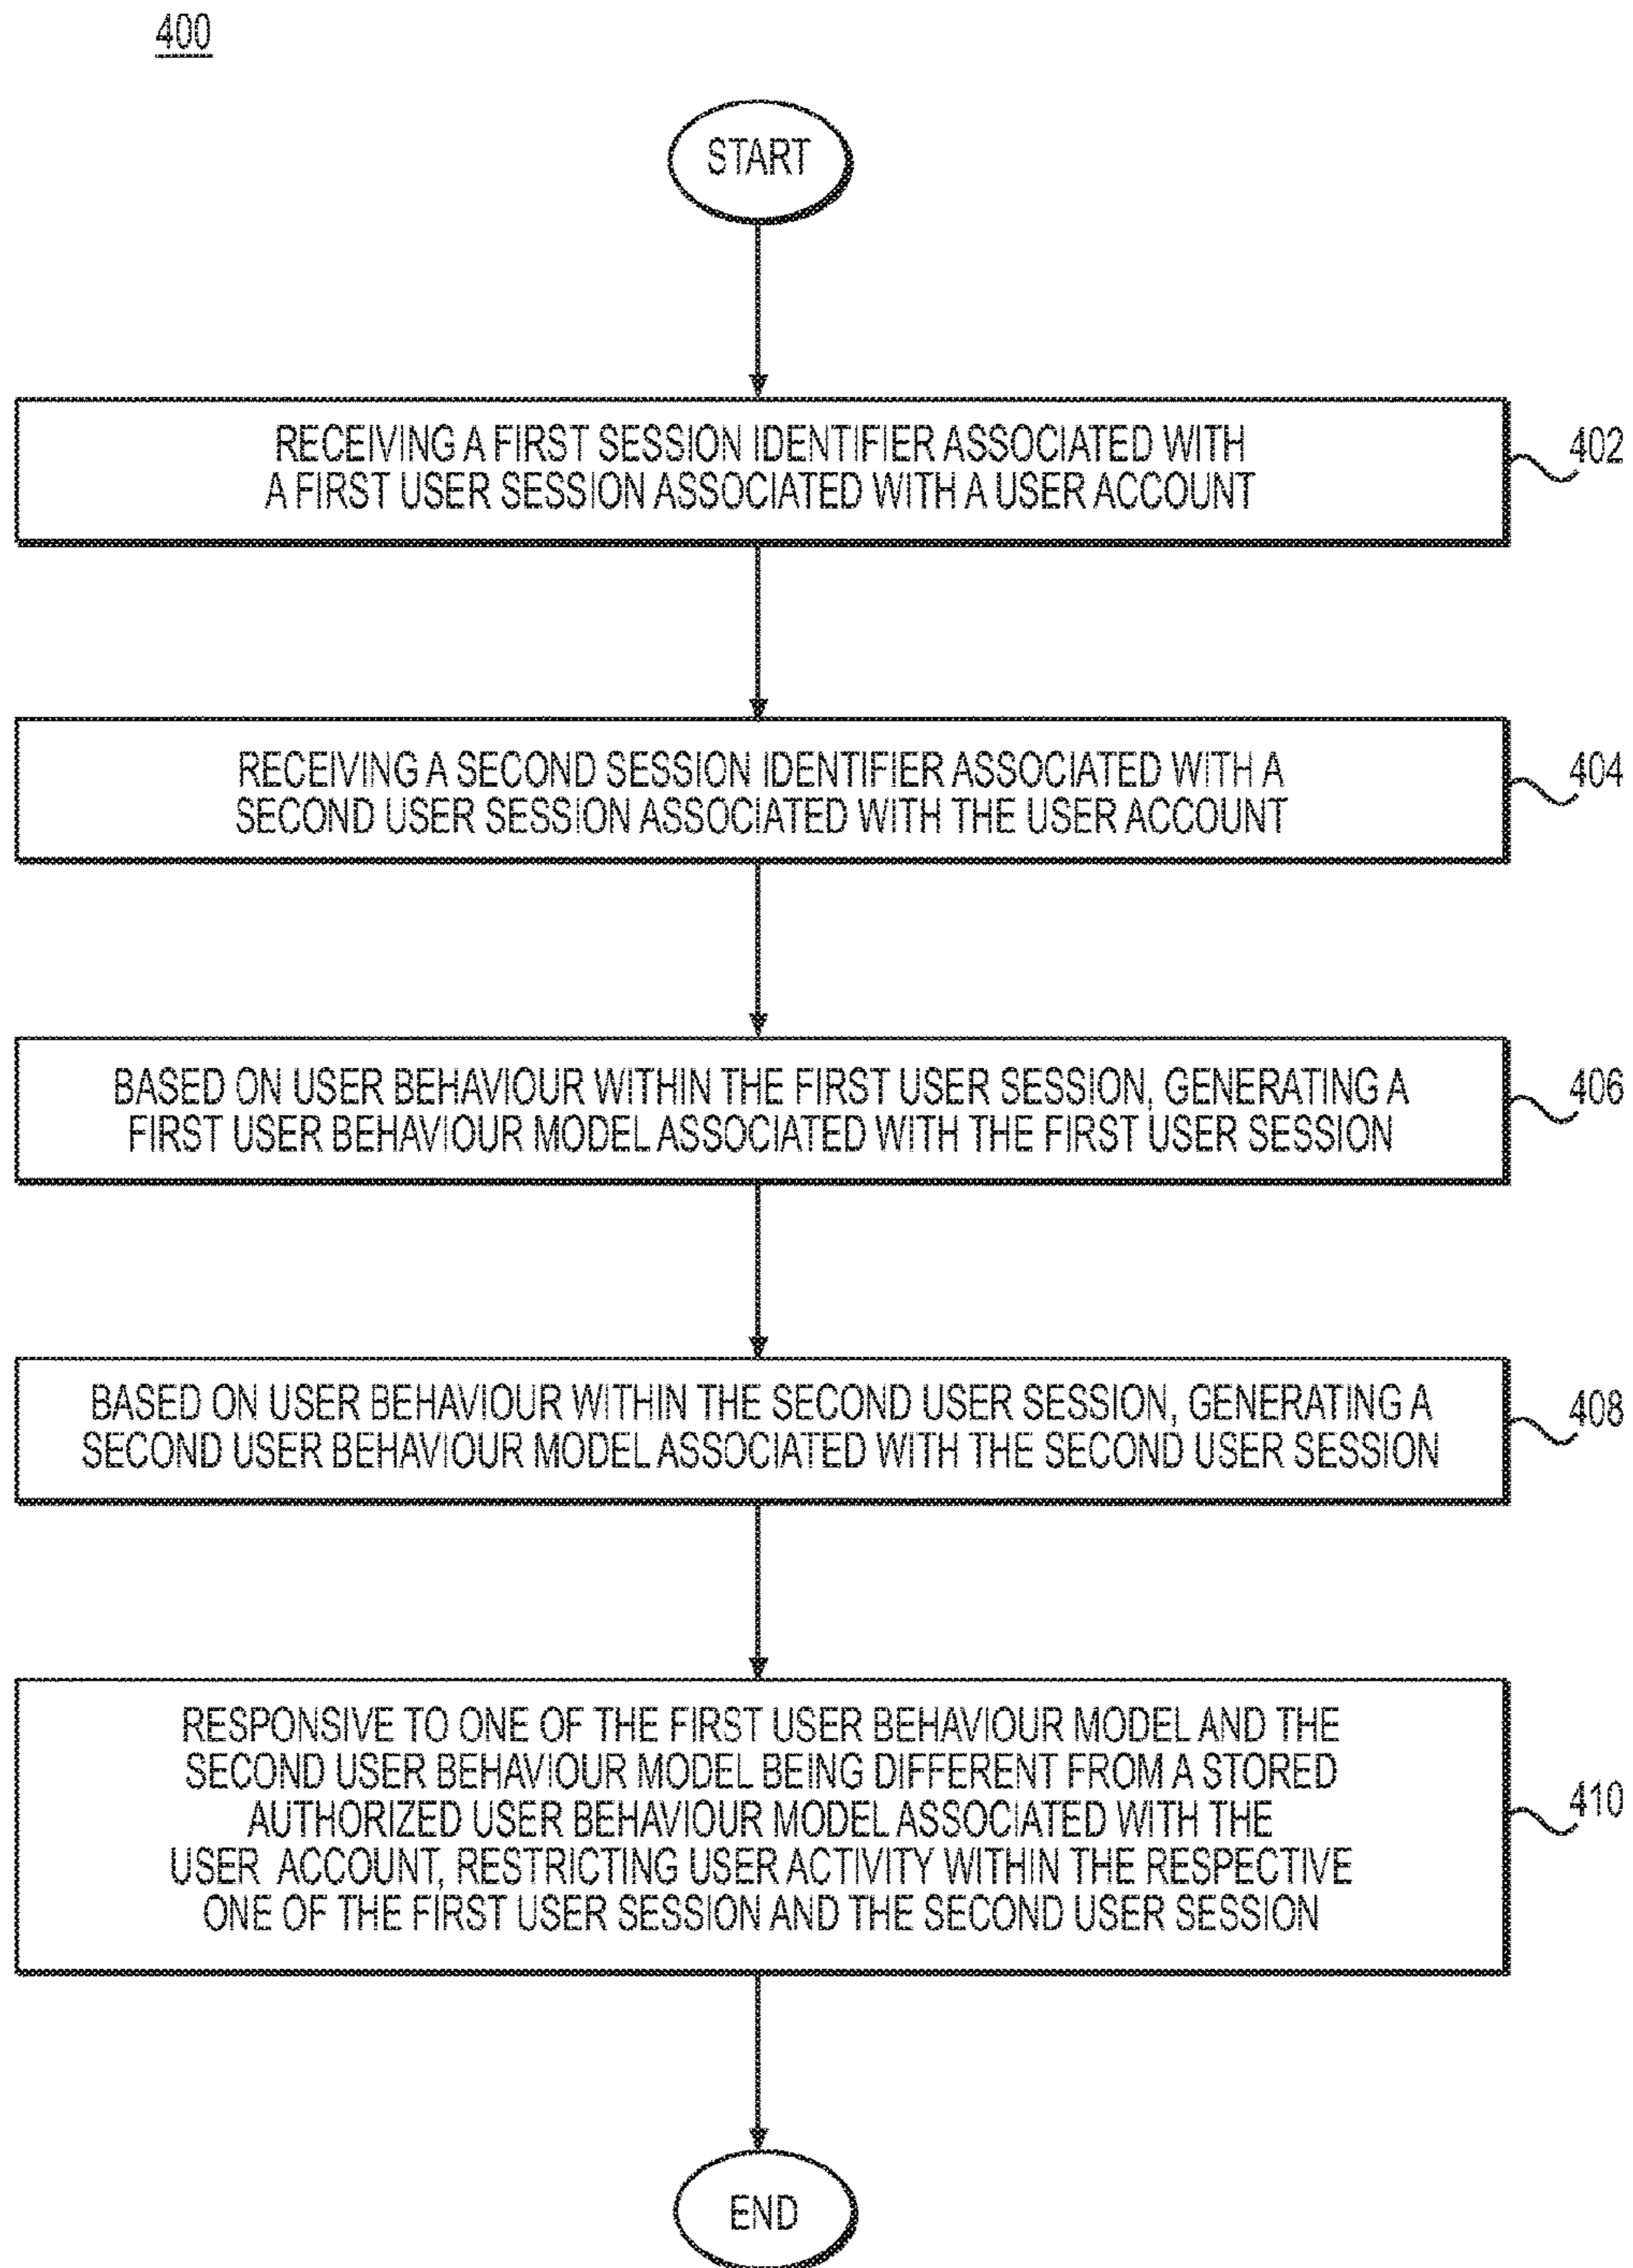 400
START
RECEIVING A FIRST SESSION IDENTIFIER ASSOCIATED WITH
A FIRST USER SESSION ASSOCIATED WITH A USER ACCOUNT
402
RECEIVING A SECOND SESSION IDENTIFIER ASSOCIATED WITH A
SECOND USER SESSION ASSOCIATED WITH THE USER ACCOUNT
404
BASED ON USER BEHAVIOUR WITHIN THE FIRST USER SESSION, GENERATING A
FIRST USER BEHAVIOUR MODEL ASSOCIATED WITH THE FIRST USER SESSION
406
BASED ON USER BEHAVIOUR WITHIN THE SECOND USER SESSION, GENERATING A
SECOND USER BEHAVIOUR MODEL ASSOCIATED WITH THE SECOND USER SESSION
408
RESPONSIVE TO ONE OF THE FIRST USER BEHAVIOUR MODEL AND THE
SECOND USER BEHAVIOUR MODEL BEING DIFFERENT FROM A STORED
AUTHORIZED USER BEHAVIOUR MODEL ASSOCIATED WITH THE
USER ACCOUNT, RESTRICTING USER ACTIVITY WITHIN THE RESPECTIVE
ONE OF THE FIRST USER SESSION AND THE SECOND USER SESSION
410
END